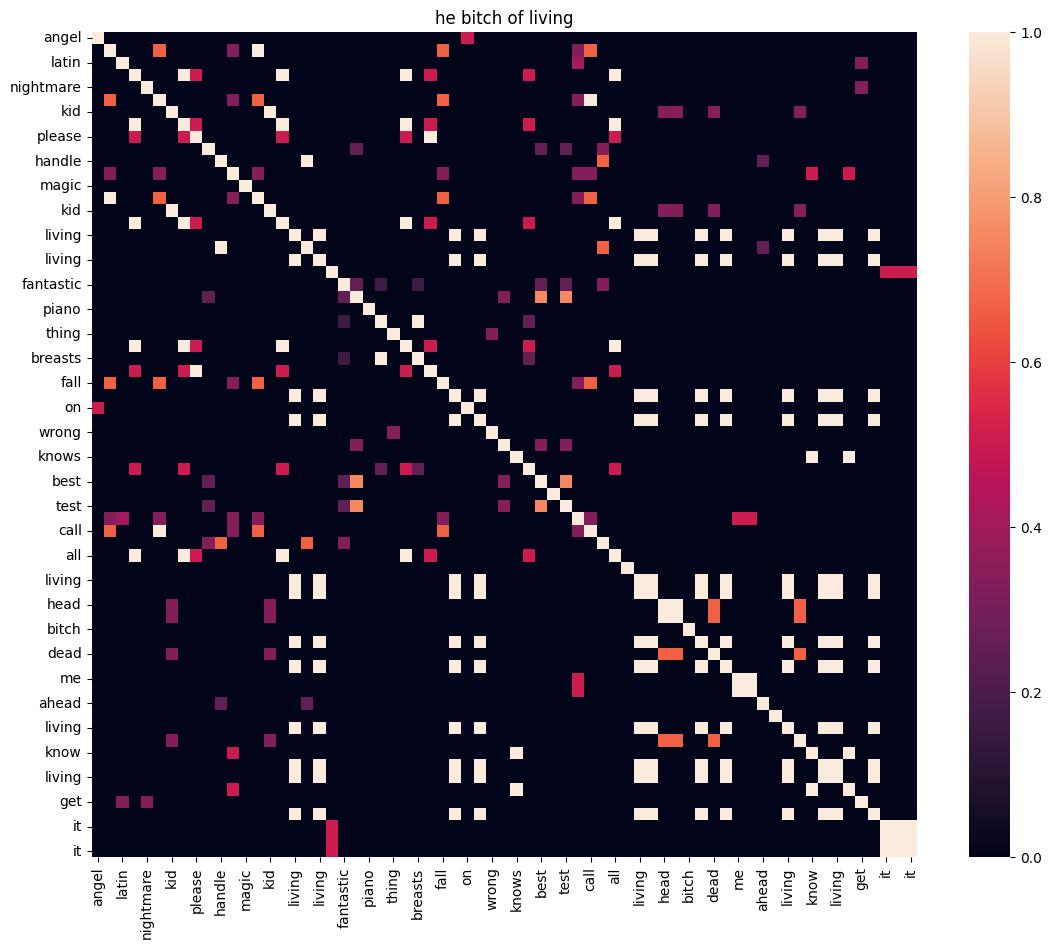 he bitch of living
angel
latin
nightmare
kid
please
handle
magic
kid
living
living
fantastic
piano
thing
breasts
fall
on
wrong
knows
best
test
call
all
living
head
bitch
dead
me
ahead
living
know
living
get
it
it
angel
latin
nightmare
kid
please
handle
magic
kid
living
living
fantastic
piano
thing
breasts
fall
on
wrong
knows
best
test
call
all
living
head
bitch
dead
me
ahead
living
know
living
get
it
it
1.0
0.8
0.6
0.4
0.2
0.0